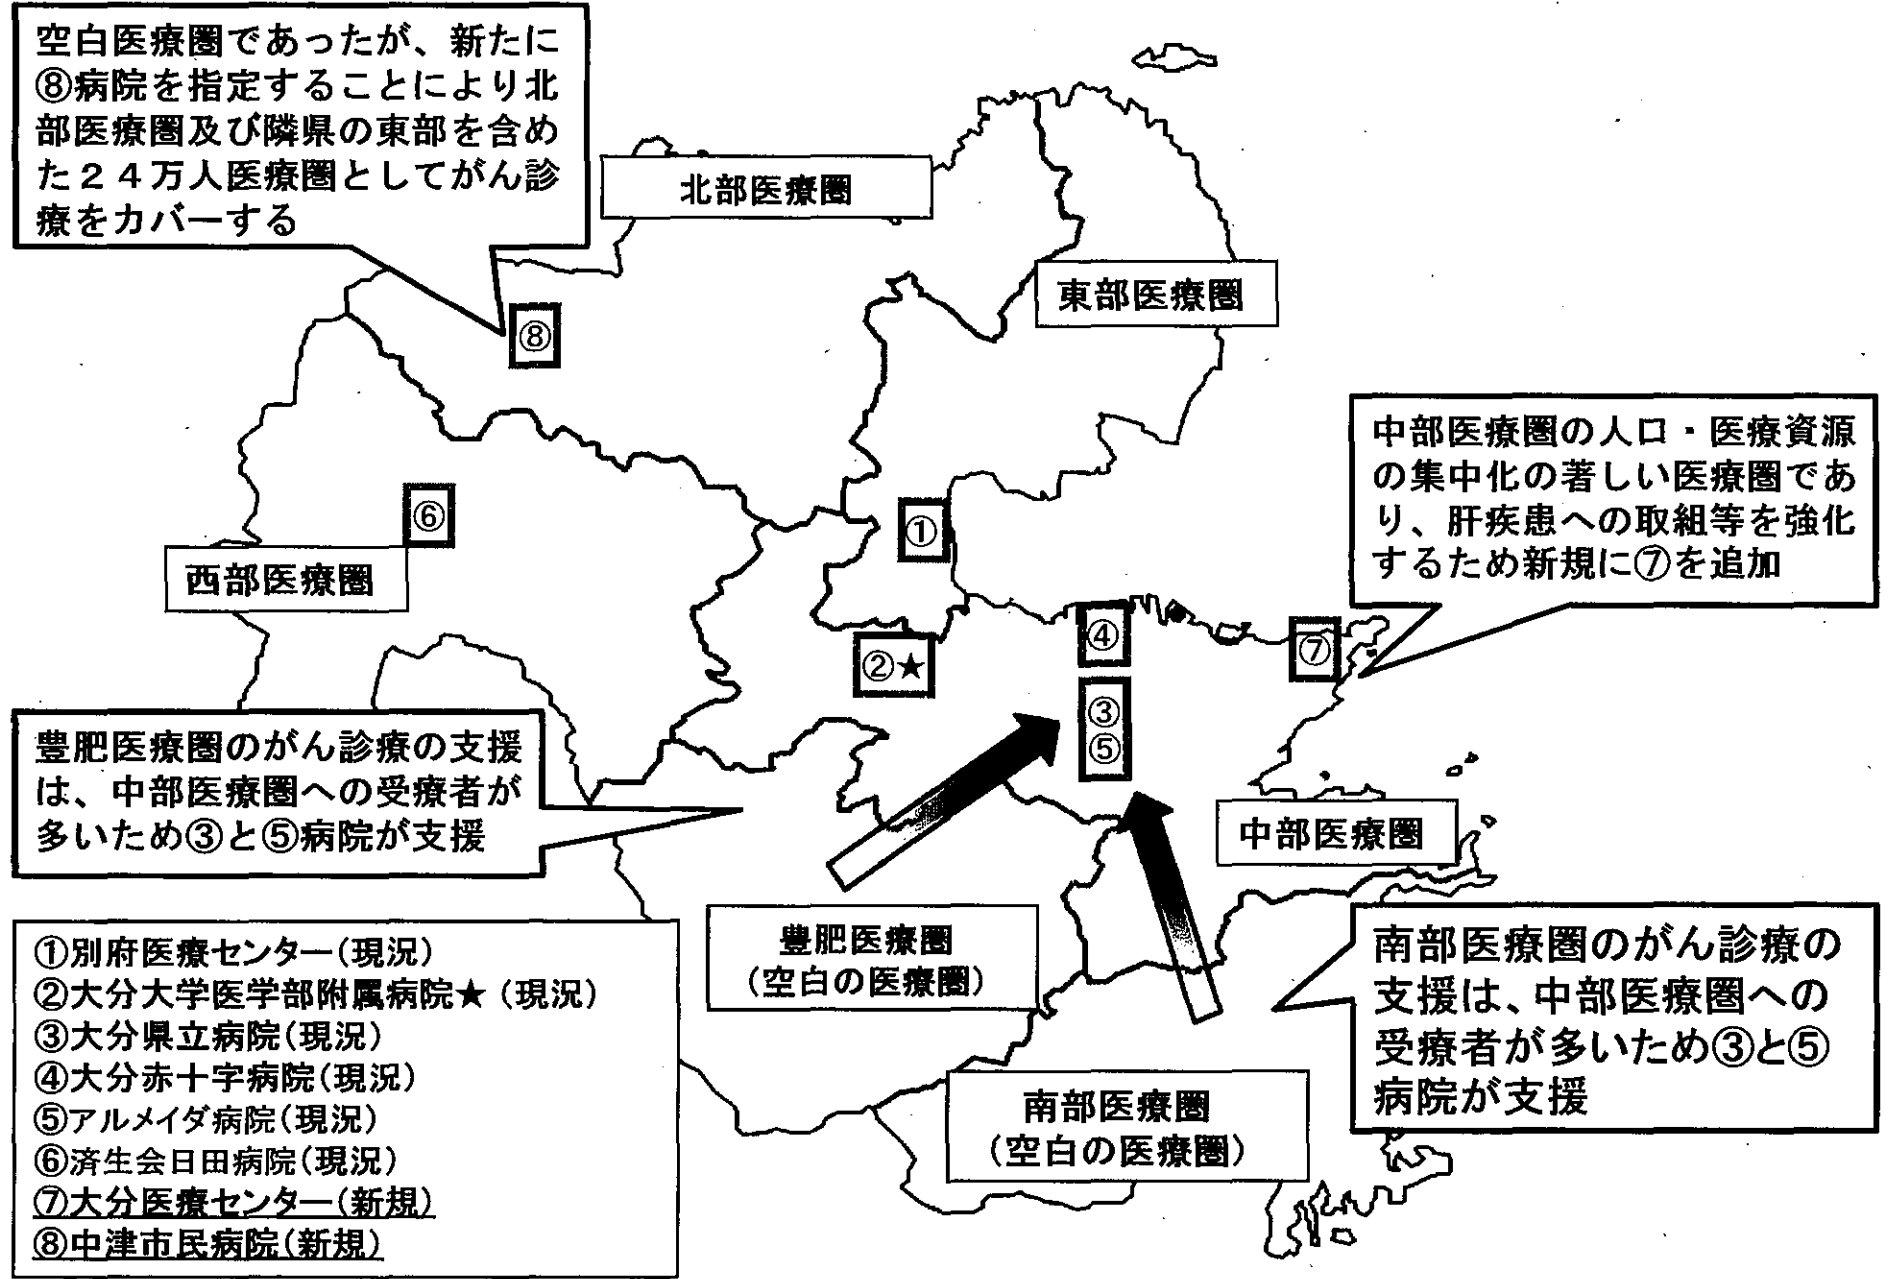 空白医療圏であったが、新たに
⑧病院を指定することにより北
部医療圏及び隣県の東部を含め
た２４万人医療圏としてがん診
療をカバーする
北部医療圏
東部医療圏
⑧
中部医療圏の人口・医療資源
の集中化の著しい医療圏であ
り、肝疾患への取組等を強化
するため新規に⑦を追加
⑥
①
西部医療圏
④
⑦
②★
③
⑤
豊肥医療圏のがん診療の支援
は、中部医療圏への受療者が
多いため③と⑤病院が支援
中部医療圏
豊肥医療圏
(空白の医療圏)
南部医療圏のがん診療の
支援は、中部医療圏への
受療者が多いため③と⑤
病院が支援
南部医療圏
(空白の医療圏)
①別府医療センター(現況)
②大分大学医学部附属病院★(現況)
③大分県立病院(現況)
④大分赤十字病院(現況)
⑤アルメイダ病院(現況)
⑥済生会日田病院(現況)
⑦大分医療センター(新規)
⑧中津市民病院(新規)